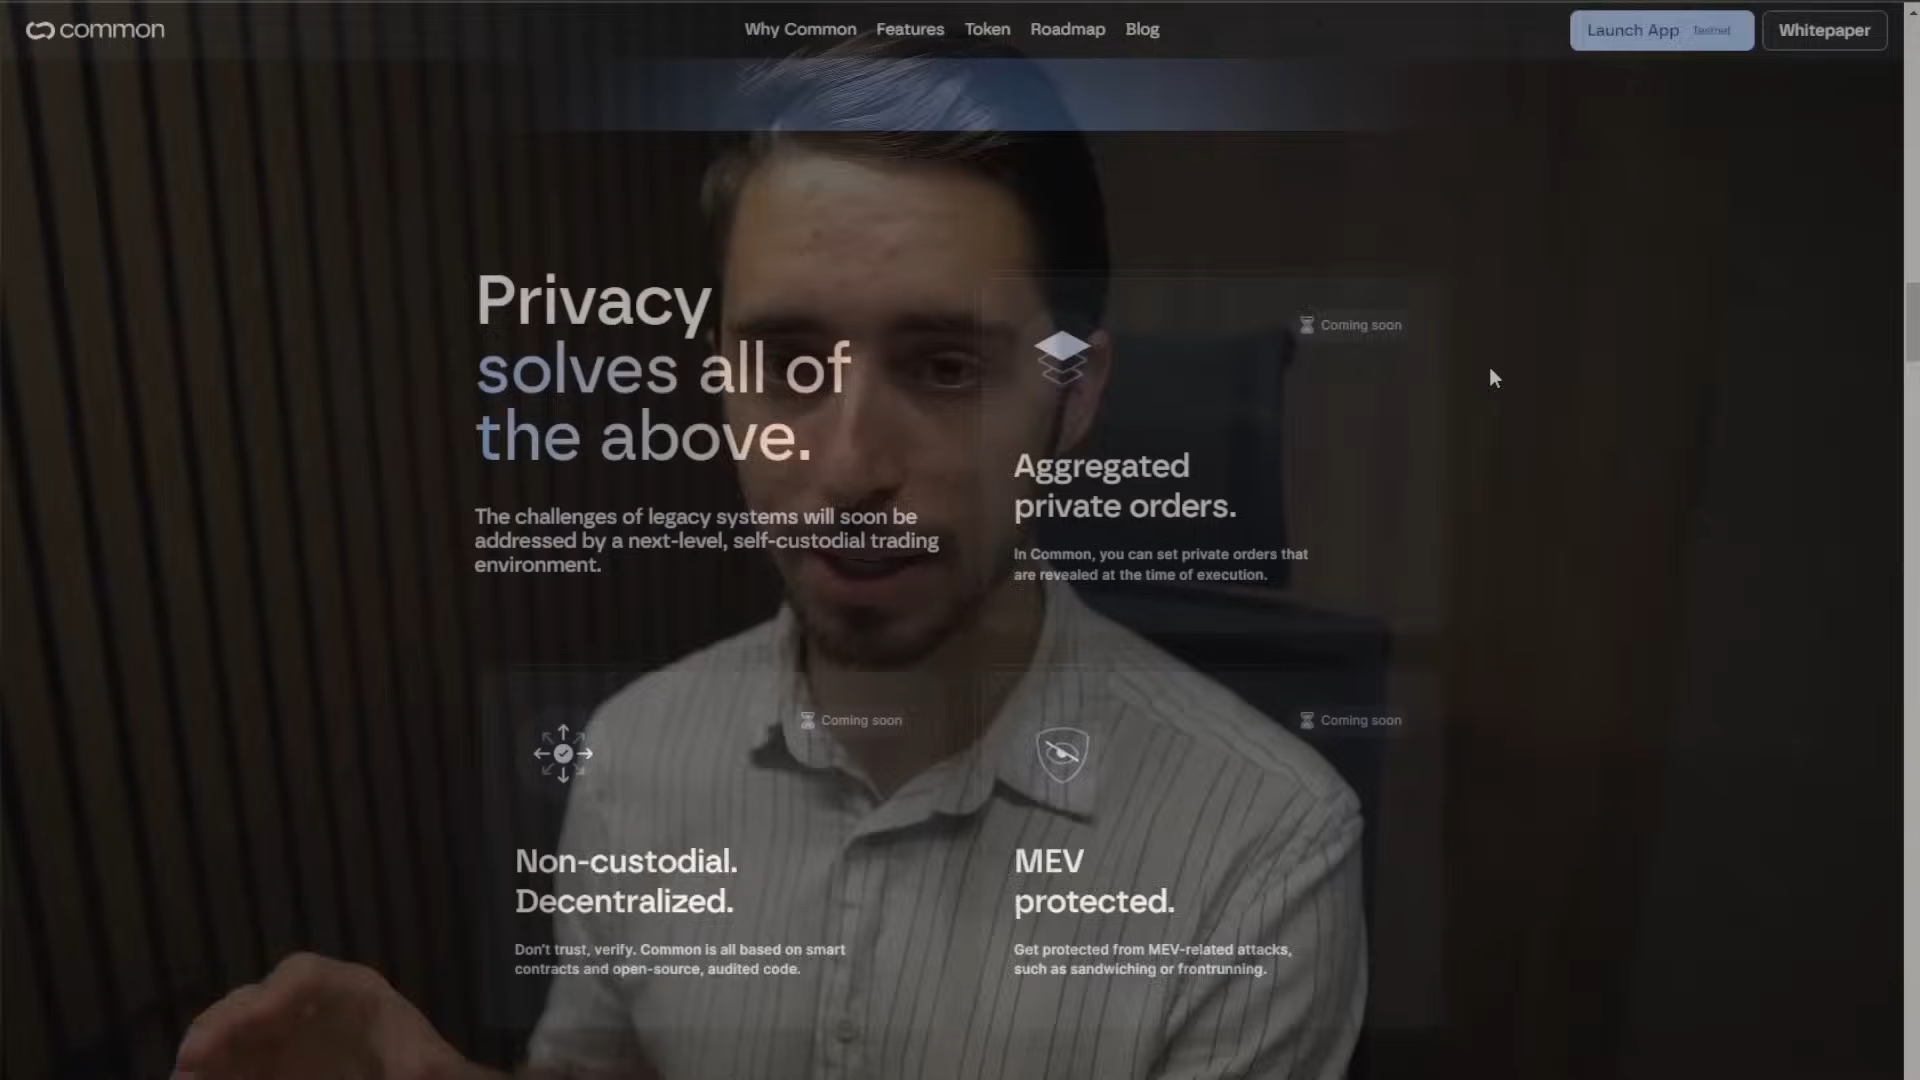 common
Why Common
Features
Token
Roadmap
Blog
Launch App
Testnet
Whitepaper
Privacy
solves all of
the above.
The challenges of legacy systems will soon be
addressed by a next-level, self-custodial trading
environment.
Coming soon
Aggregated
private orders.
In Common, you can set private orders that
are revealed at the time of execution.
Coming soon
Non-custodial.
Decentralized.
Don't trust, verify. Common is all based on smart
contracts and open-source, audited code.
Coming soon
MEV
protected.
Get protected from MEV-related attacks,
such as sandwiching or frontrunning.